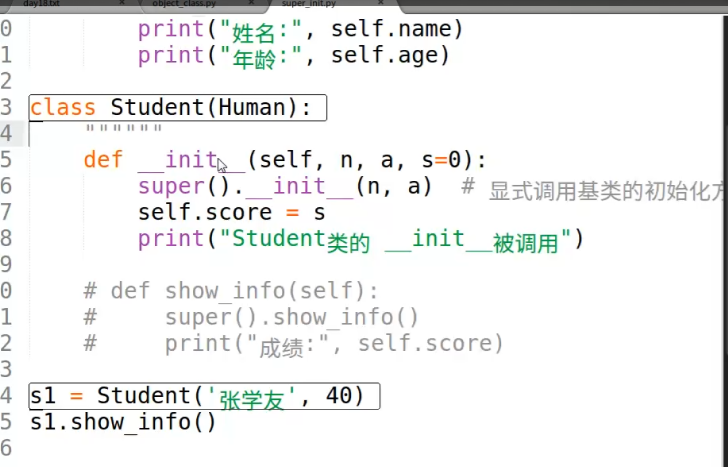 day18.txt object_class.py super_init.py
0 print("姓名:", self.name)
1 print("年龄:", self.age)
2
3 class Student(Human):
4 """"""
5 def __init__(self, n, a, s=0):
6 super().__init__(n, a) # 显式调用基类的初始化方
7 self.score = s
8 print("Student类的 __init__被调用")
9
0 # def show_info(self):
1 # super().show_info()
2 # print("成绩:", self.score)
3
4 s1 = Student('张学友', 40)
5 s1.show_info()
6